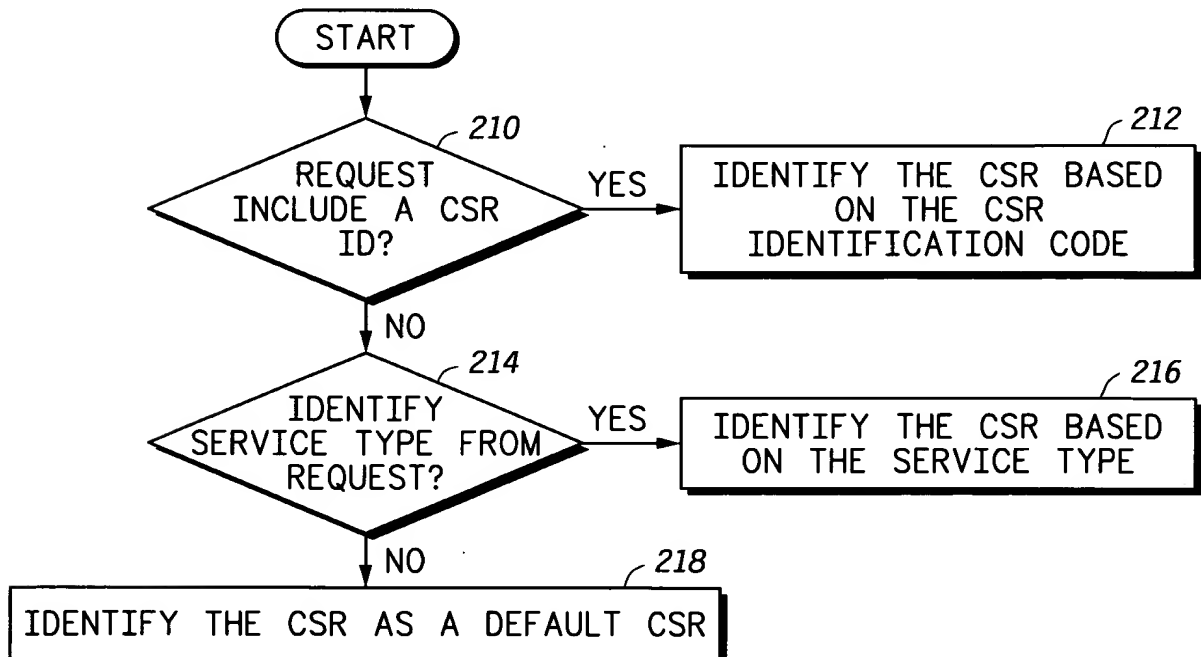 START
210
REQUEST
INCLUDE A CSR
ID?
YES
212
IDENTIFY THE CSR BASED
ON THE CSR
IDENTIFICATION CODE
NO
214
IDENTIFY
SERVICE TYPE FROM
REQUEST?
YES
216
IDENTIFY THE CSR BASED
ON THE SERVICE TYPE
NO
218
IDENTIFY THE CSR AS A DEFAULT CSR